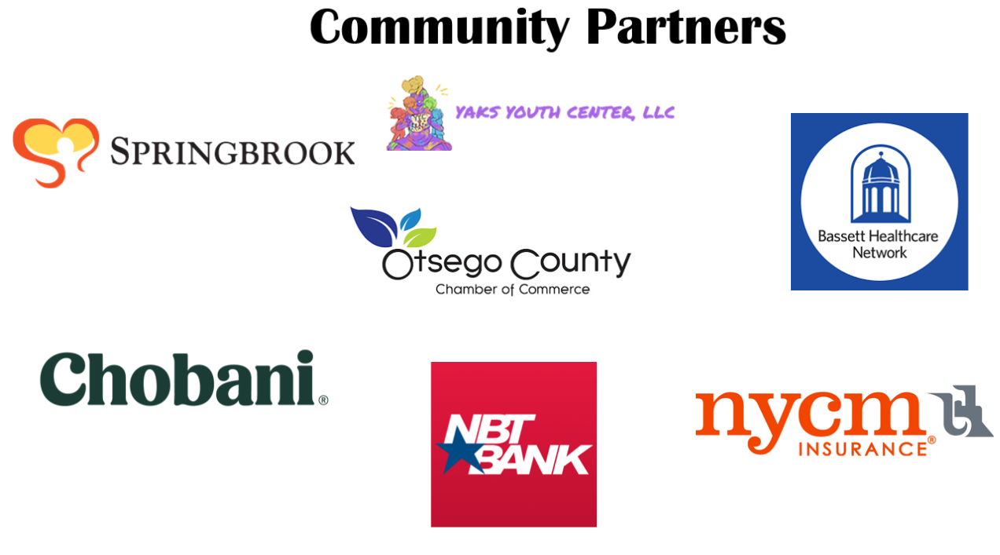 Community Partners
YAKS YOUTH CENTER, LLC
SPRINGBROOK
Bassett Healthcare
Network
Otsego County
Chamber of Commerce
Chobani®
NBT
BANK
nycm®
INSURANCE